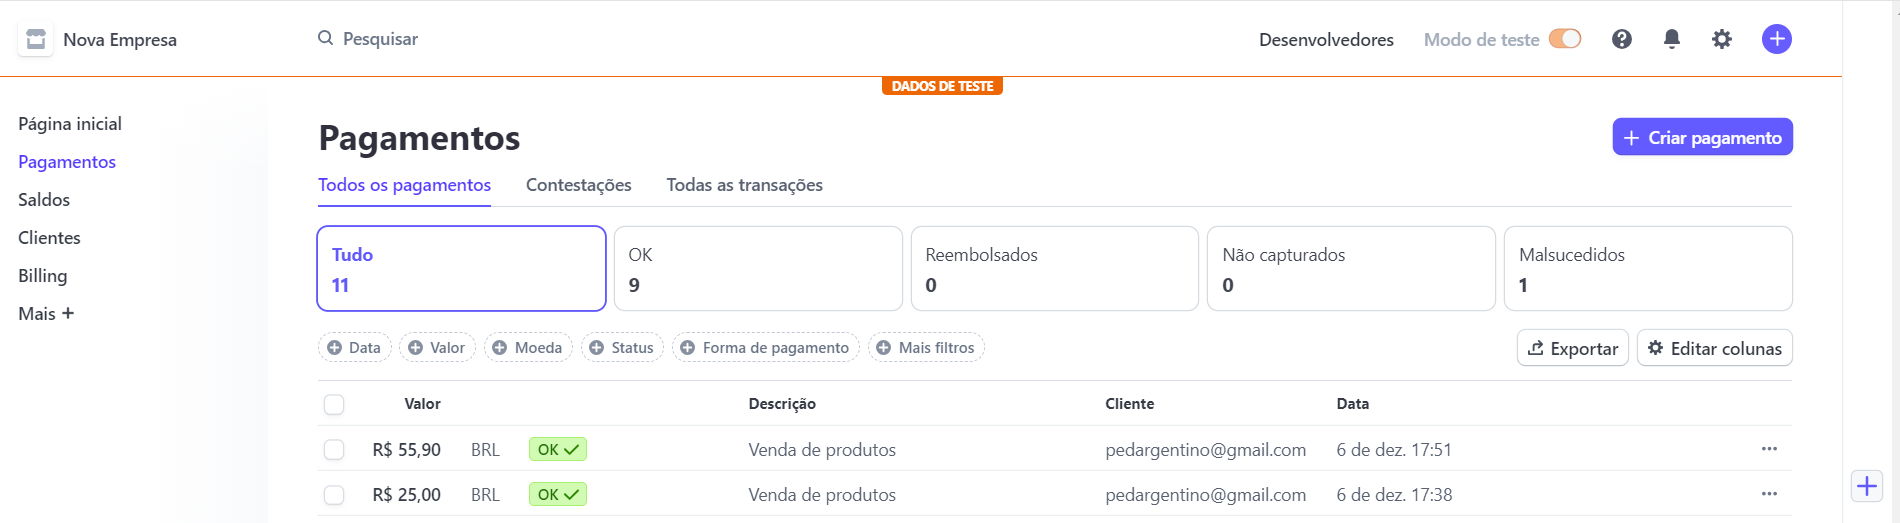 Nova Empresa
Pesquisar
Desenvolvedores
Modo de teste
DADOS DE TESTE
Página inicial
Pagamentos
Saldos
Clientes
Billing
Mais +
Pagamentos
+ Criar pagamento
Todos os pagamentos
Contestações
Todas as transações
Tudo
11
OK
9
Reembolsados
0
Não capturados
0
Malsucedidos
1
Data
Valor
Moeda
Status
Forma de pagamento
Mais filtros
Exportar
Editar colunas
Valor Descrição Cliente Data
R$ 55,90 BRL OK ✓ Venda de produtos pedargentino@gmail.com 6 de dez. 17:51 ···
R$ 25,00 BRL OK ✓ Venda de produtos pedargentino@gmail.com 6 de dez. 17:38 ···